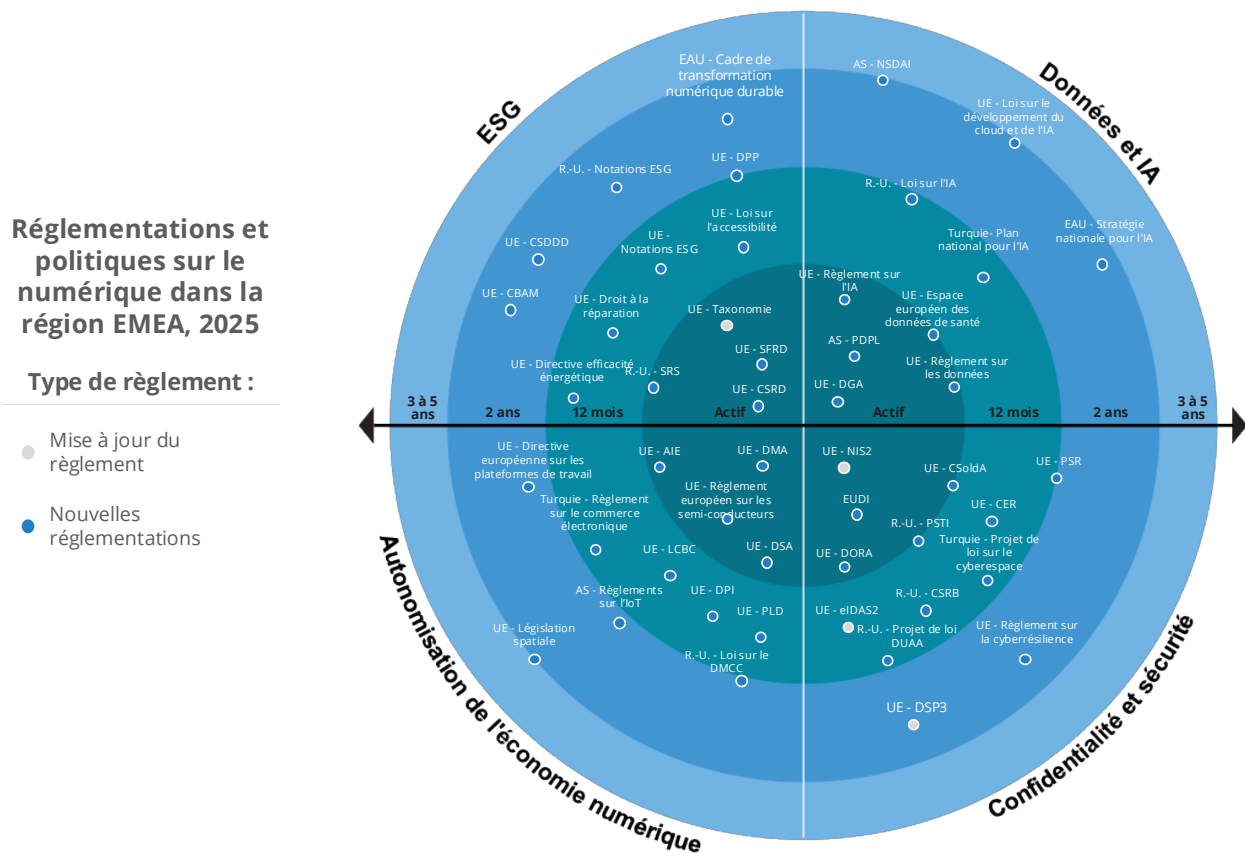 Réglementations et
politiques sur le
numérique dans la
région EMEA, 2025
Type de règlement :
Mise à jour du
règlement
Nouvelles
réglementations
ESG
EAU - Cadre de
transformation
numérique durable
UE - DPP
R.-U. - Notations ESG
UE - Loi sur
l'accessibilité
UE -
Notations ESG
UE - CSDDD
UE - CBAM
UE - Droit à la
réparation
UE - Taxonomie
UE - SFRD
UE - Directive efficacité
énergétique
R.-U. - SRS
UE - CSRD
Données et IA
AS - NSDAI
UE - Loi sur le
développement du
cloud et de l'IA
R.-U. - Loi sur l'IA
EAU - Stratégie
nationale pour l'IA
Turquie- Plan
national pour l'IA
UE - Règlement sur
l'IA
UE - Espace
européen des
données de santé
AS - PDPL
UE - Règlement sur
les données
UE - DGA
3 à 5
ans
2 ans
12 mois
Actif
Actif
12 mois
2 ans
3 à 5
ans
UE - Directive
européenne sur les
plateformes de travail
UE - AIE
UE - DMA
Turquie - Règlement
sur le commerce
électronique
UE - Règlement
européen sur les
semi-conducteurs
UE - LCBC
UE - DSA
AS - Règlements
sur l'IoT
UE - DPI
UE - PLD
UE - Législation
spatiale
R.-U. - Loi sur le
DMCC
Autonomisation de l'économie numérique
UE - NIS2
UE - CSoldA
UE - PSR
EUDI
UE - CER
R.-U. - PSTI
Turquie - Projet de
loi sur le
cyberespace
UE - DORA
R.-U. - CSRB
UE - eIDAS2
R.-U. - Projet de loi
DUAA
UE - Règlement sur
la cyberrésilience
UE - DSP3
Confidentialité et sécurité